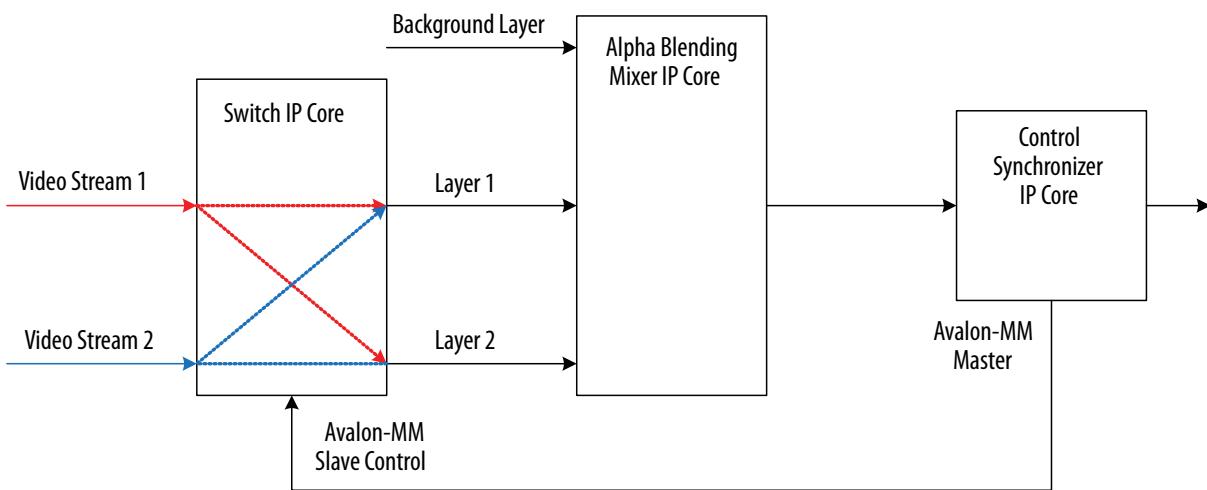 Background Layer
Alpha Blending
Mixer IP Core
Switch IP Core
Control
Synchronizer
IP Core
Video Stream 1
Layer 1
Video Stream 2
Layer 2
Avalon-MM
Master
Avalon-MM
Slave Control